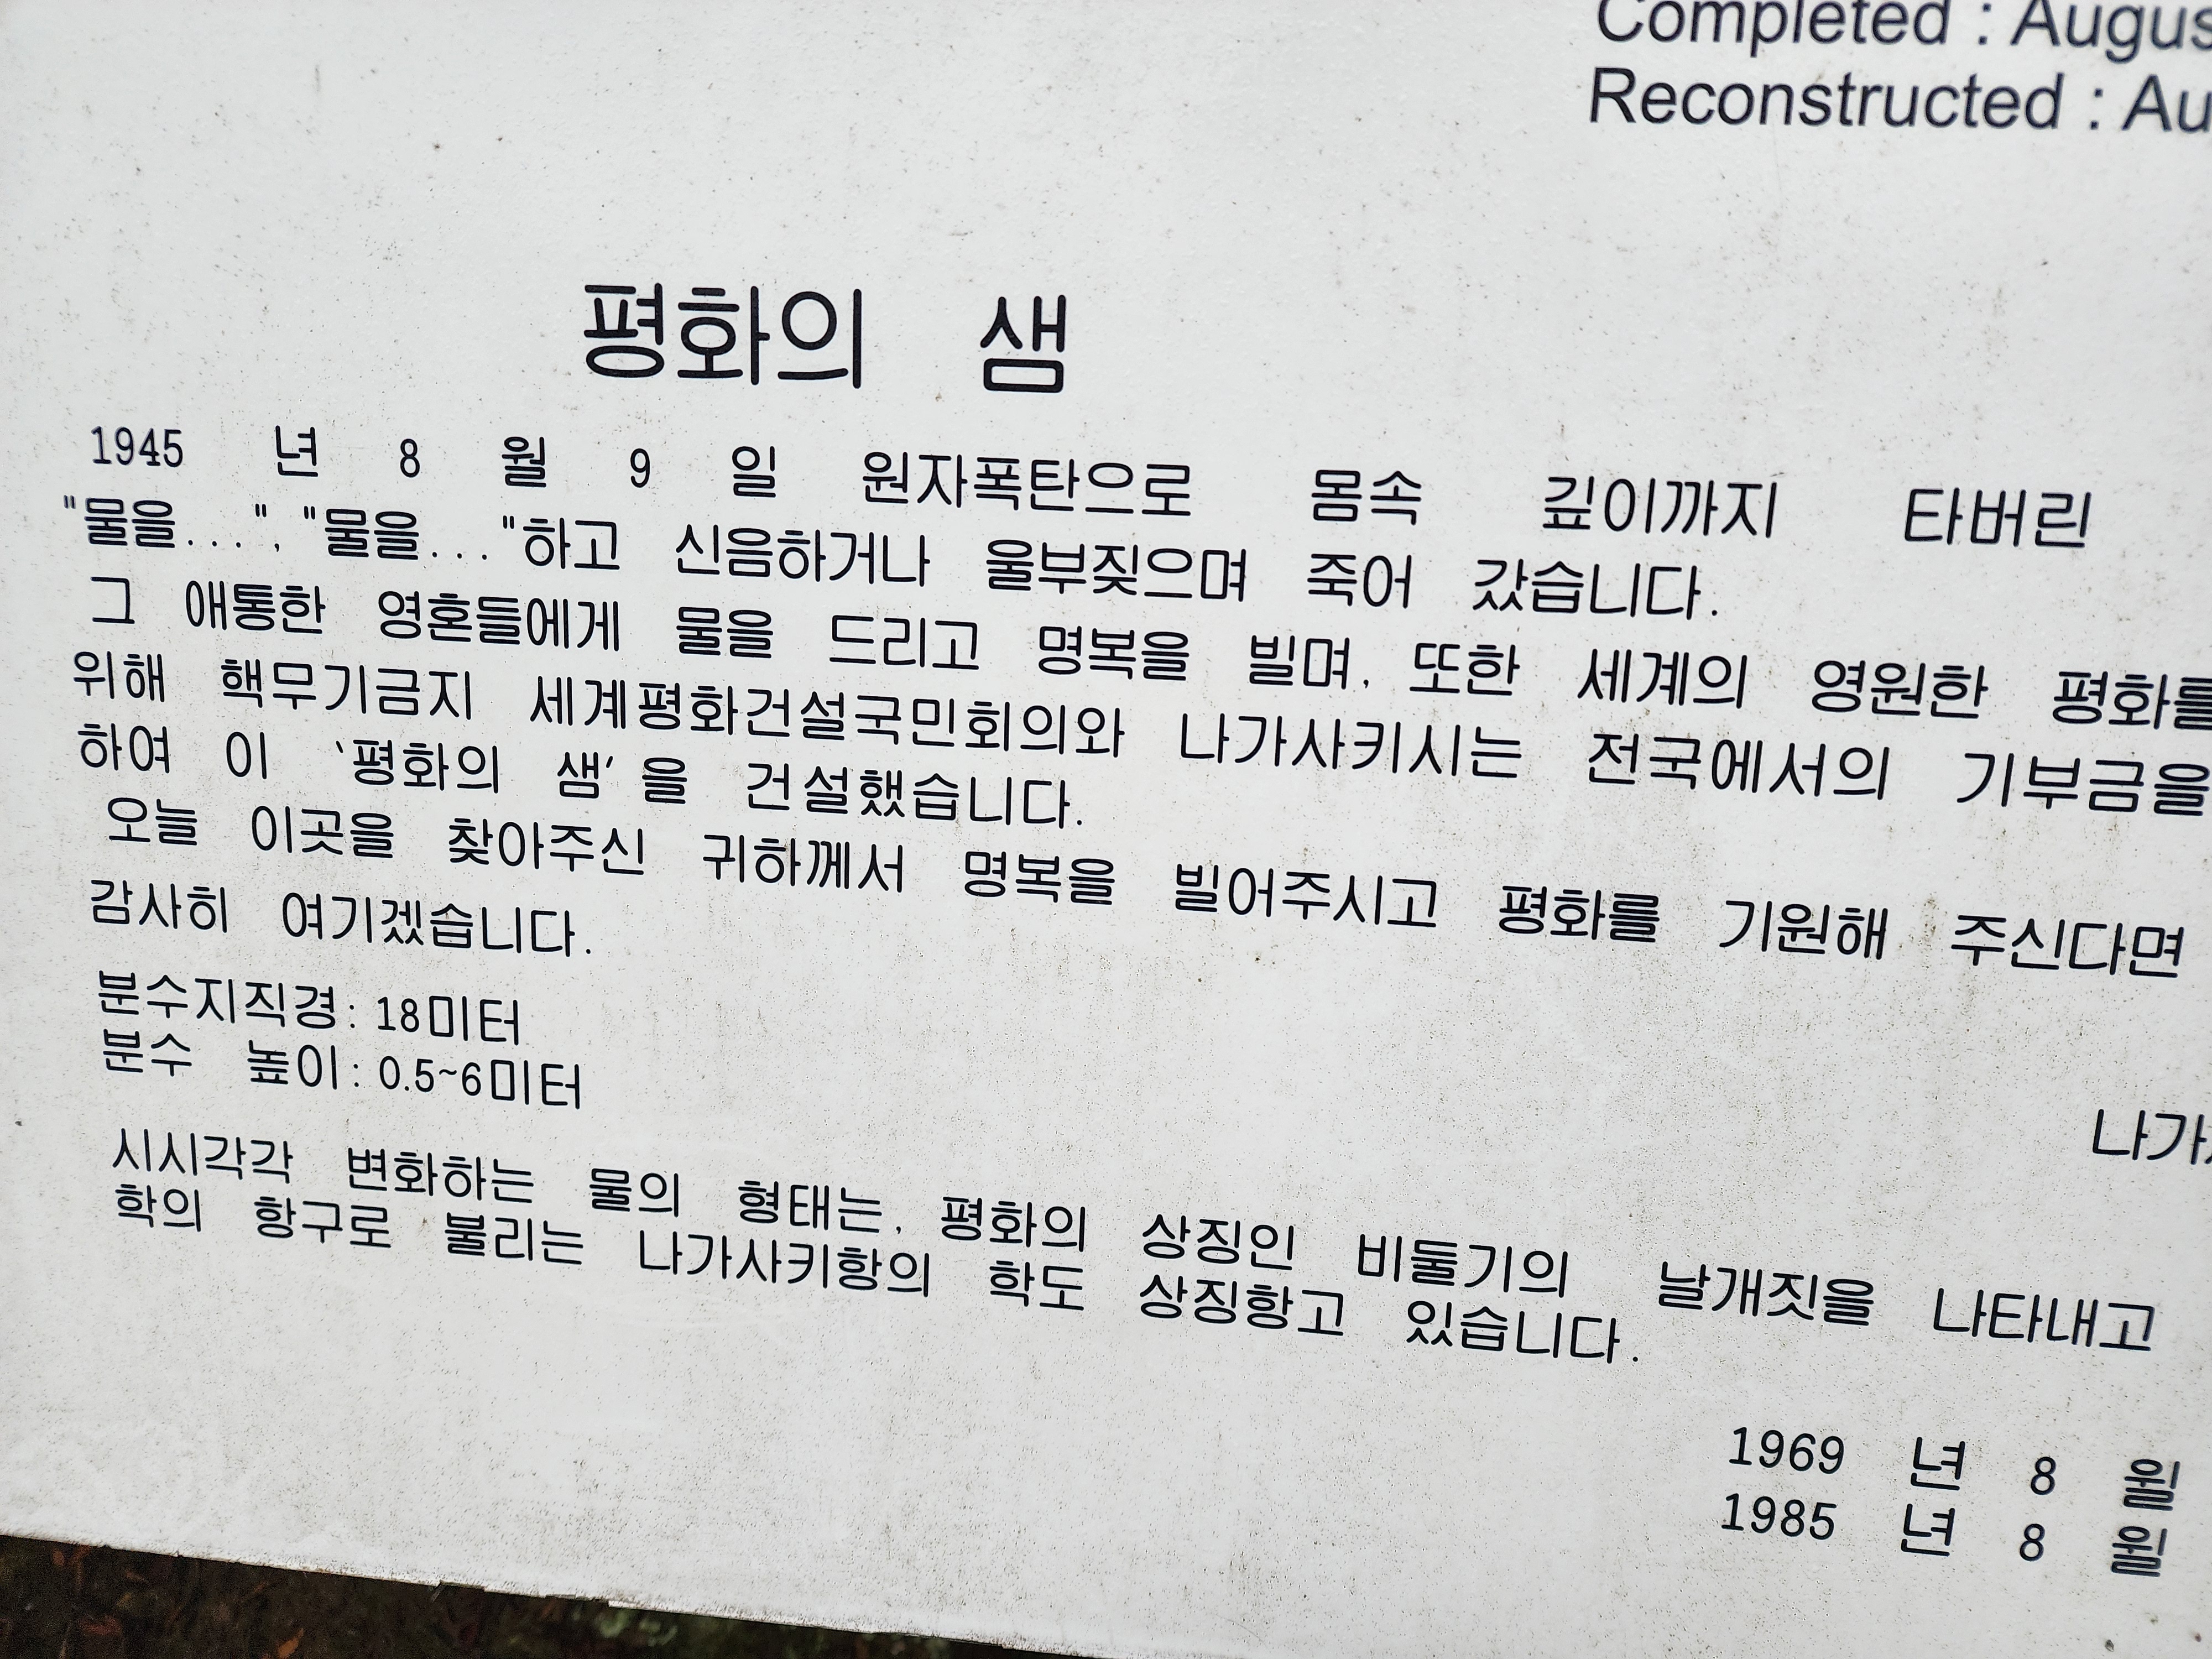 Completed : Augus
Reconstructed : Au
평화의 샘
1945 년 8 월 9 일 원자폭탄으로 몸속 깊이까지 타버린
"물을...", "물을..."하고 신음하거나 울부짖으며 죽어 갔습니다.
그 애통한 영혼들에게 물을 드리고 명복을 빌며, 또한 세계의 영원한 평화를
위해 핵무기금지 세계평화건설국민회의와 나가사키시는 전국에서의 기부금을
하여 이 '평화의 샘' 을 건설했습니다.
오늘 이곳을 찾아주신 귀하께서 명복을 빌어주시고 평화를 기원해 주신다면
감사히 여기겠습니다.
분수지직경: 18미터
분수 높이: 0.5~6미터
나가
시시각각 변화하는 물의 형태는, 평화의 상징인 비둘기의 날개짓을 나타내고
학의 항구로 불리는 나가사키항의 학도 상징항고 있습니다.
1969 년 8 월
1985 년 8 월